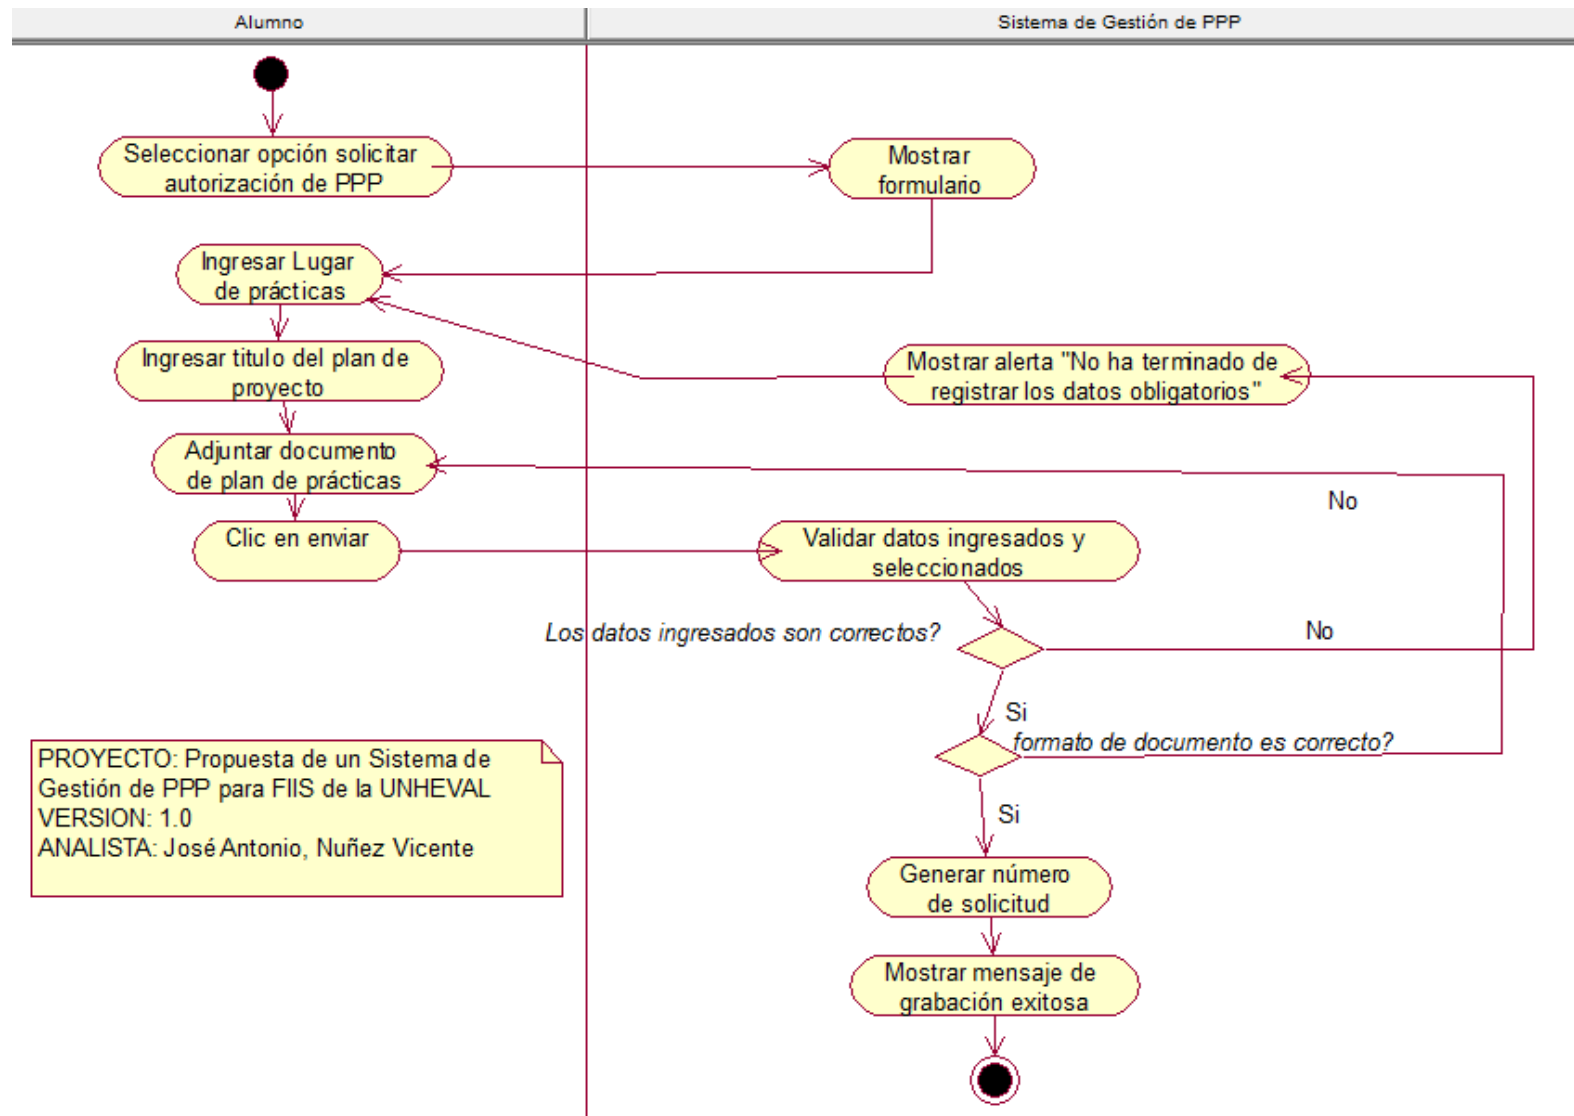 Alumno
Sistema de Gestión de PPP
Seleccionar opción solicitar
autorización de PPP
Mostrar
formulario
Ingresar Lugar
de prácticas
Ingresar titulo del plan de
proyecto
Mostrar alerta "No ha terminado de
registrar los datos obligatorios"
Adjuntar documento
de plan de prácticas
No
Clic en enviar
Validar datos ingresados y
seleccionados
Los datos ingresados son correctos?
No
Si
formato de documento es correcto?
PROYECTO: Propuesta de un Sistema de
Gestión de PPP para FIIS de la UNHEVAL
VERSION: 1.0
ANALISTA: José Antonio, Nuñez Vicente
Si
Generar número
de solicitud
Mostrar mensaje de
grabación exitosa